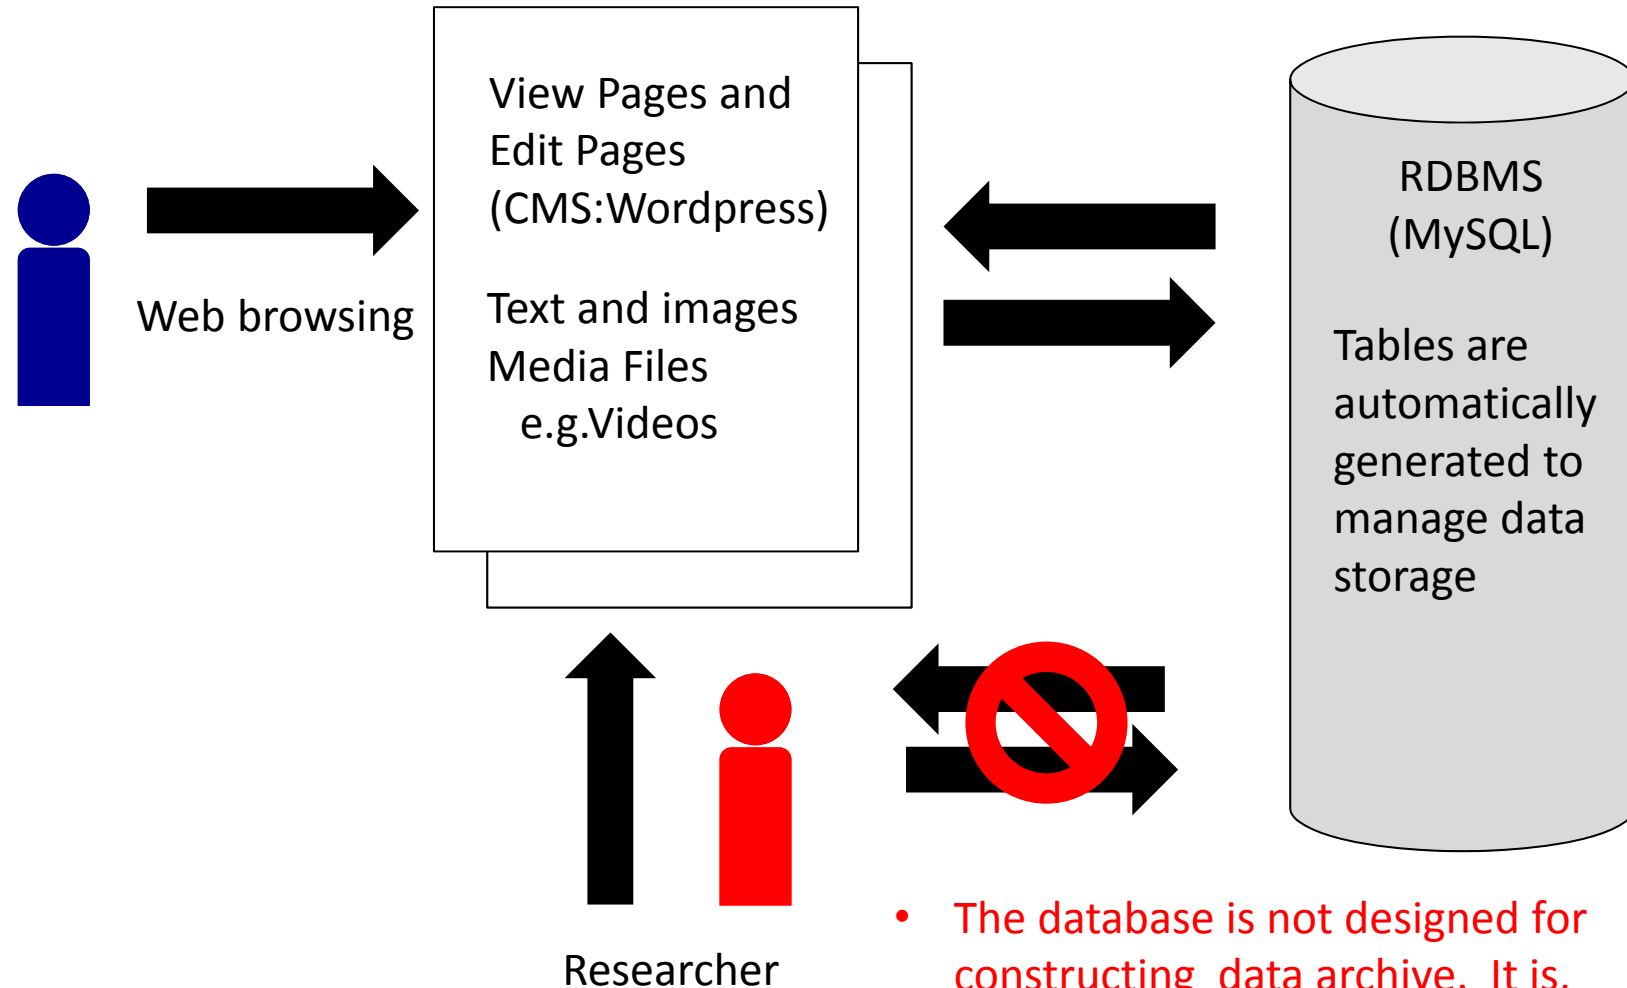 View Pages and
Edit Pages
(CMS:Wordpress)
Text and images
Media Files
e.g.Videos
Web browsing
RDBMS
(MySQL)
Tables are
automatically
generated to
manage data
storage
Researcher
• The database is not designed for
constructing data archive. It is,